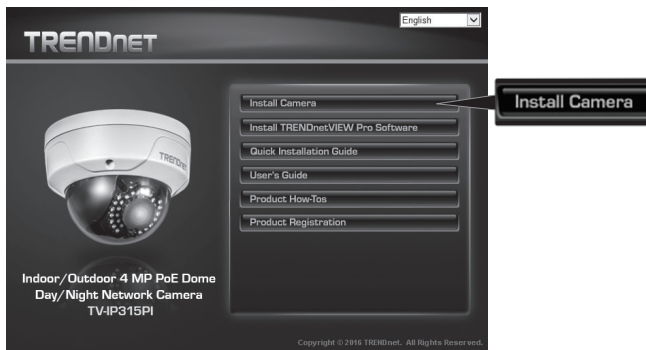 English
TRENDnet
Install Camera
Install Camera
Install TRENDnetVIEW Pro Software
Quick Installation Guide
User's Guide
Product How-Tos
Product Registration
TRENDnet
Indoor/Outdoor 4 MP PoE Dome
Day/Night Network Camera
TV-IP315PI
Copyright © 2016 TRENDnet. All Rights Reserved.